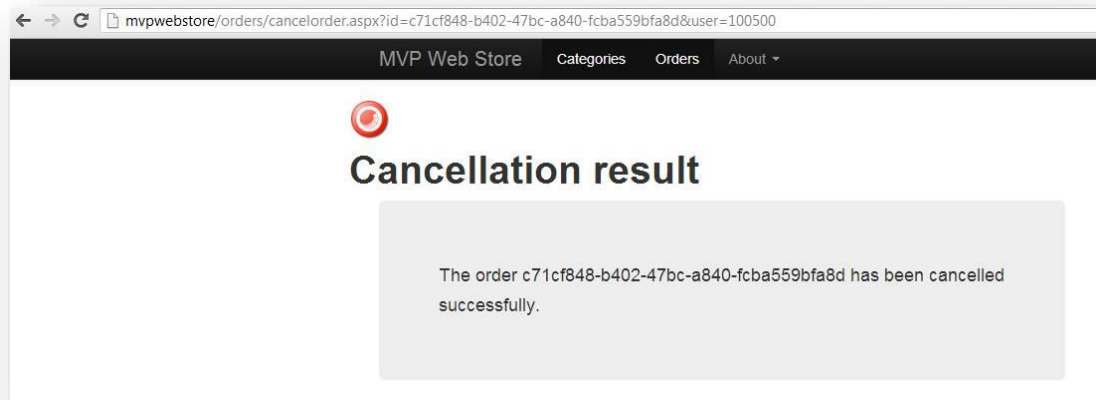 mvpwebstore/orders/cancelorder.aspx?id=c71cf848-b402-47bc-a840-fcba559bfa8d&user=100500
MVP Web Store Categories Orders About
Cancellation result
The order c71cf848-b402-47bc-a840-fcba559bfa8d has been cancelled
successfully.